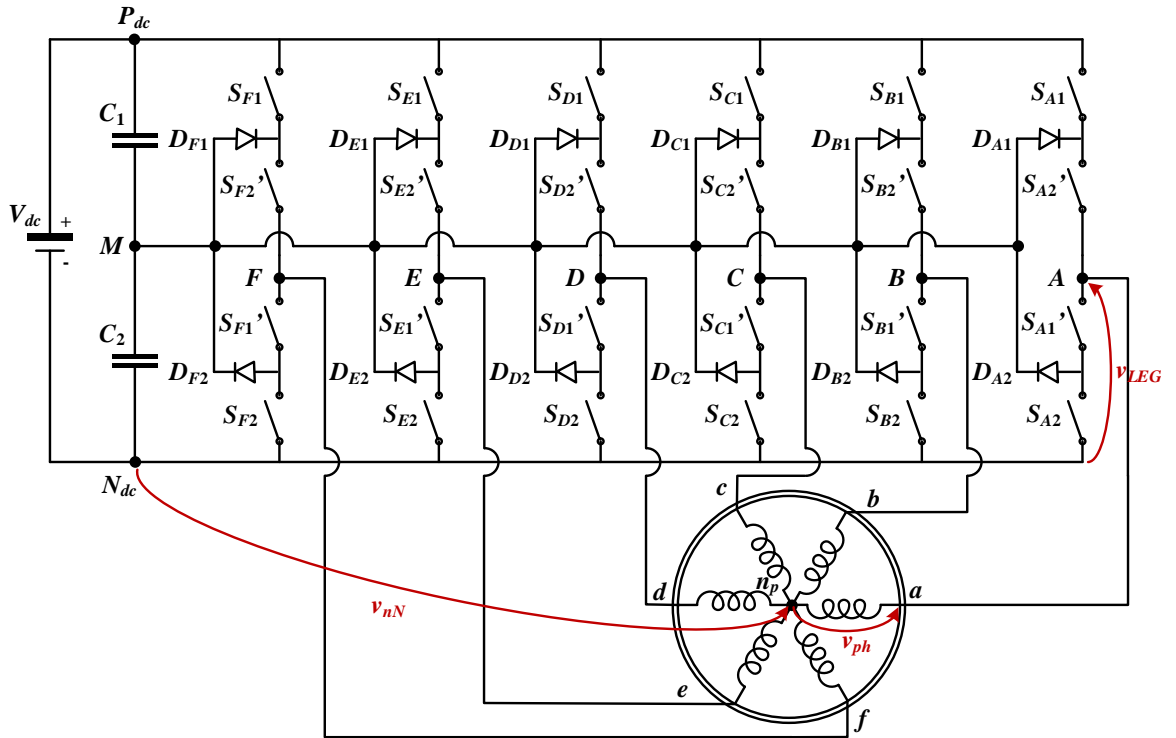 P_dc
S_F1 S_E1 S_D1 S_C1 S_B1 S_A1
C_1
D_F1 D_E1 D_D1 D_C1 D_B1 D_A1
S_F2' S_E2' S_D2' S_C2' S_B2' S_A2'
V_dc +
-
M
F E D C B A
S_F1' S_E1' S_D1' S_C1' S_B1' S_A1'
C_2
D_F2 D_E2 D_D2 D_C2 D_B2 D_A2
v_LEG
S_F2 S_E2 S_D2 S_C2 S_B2 S_A2
N_dc
c b
n_p
d a
v_nN
v_ph
e f